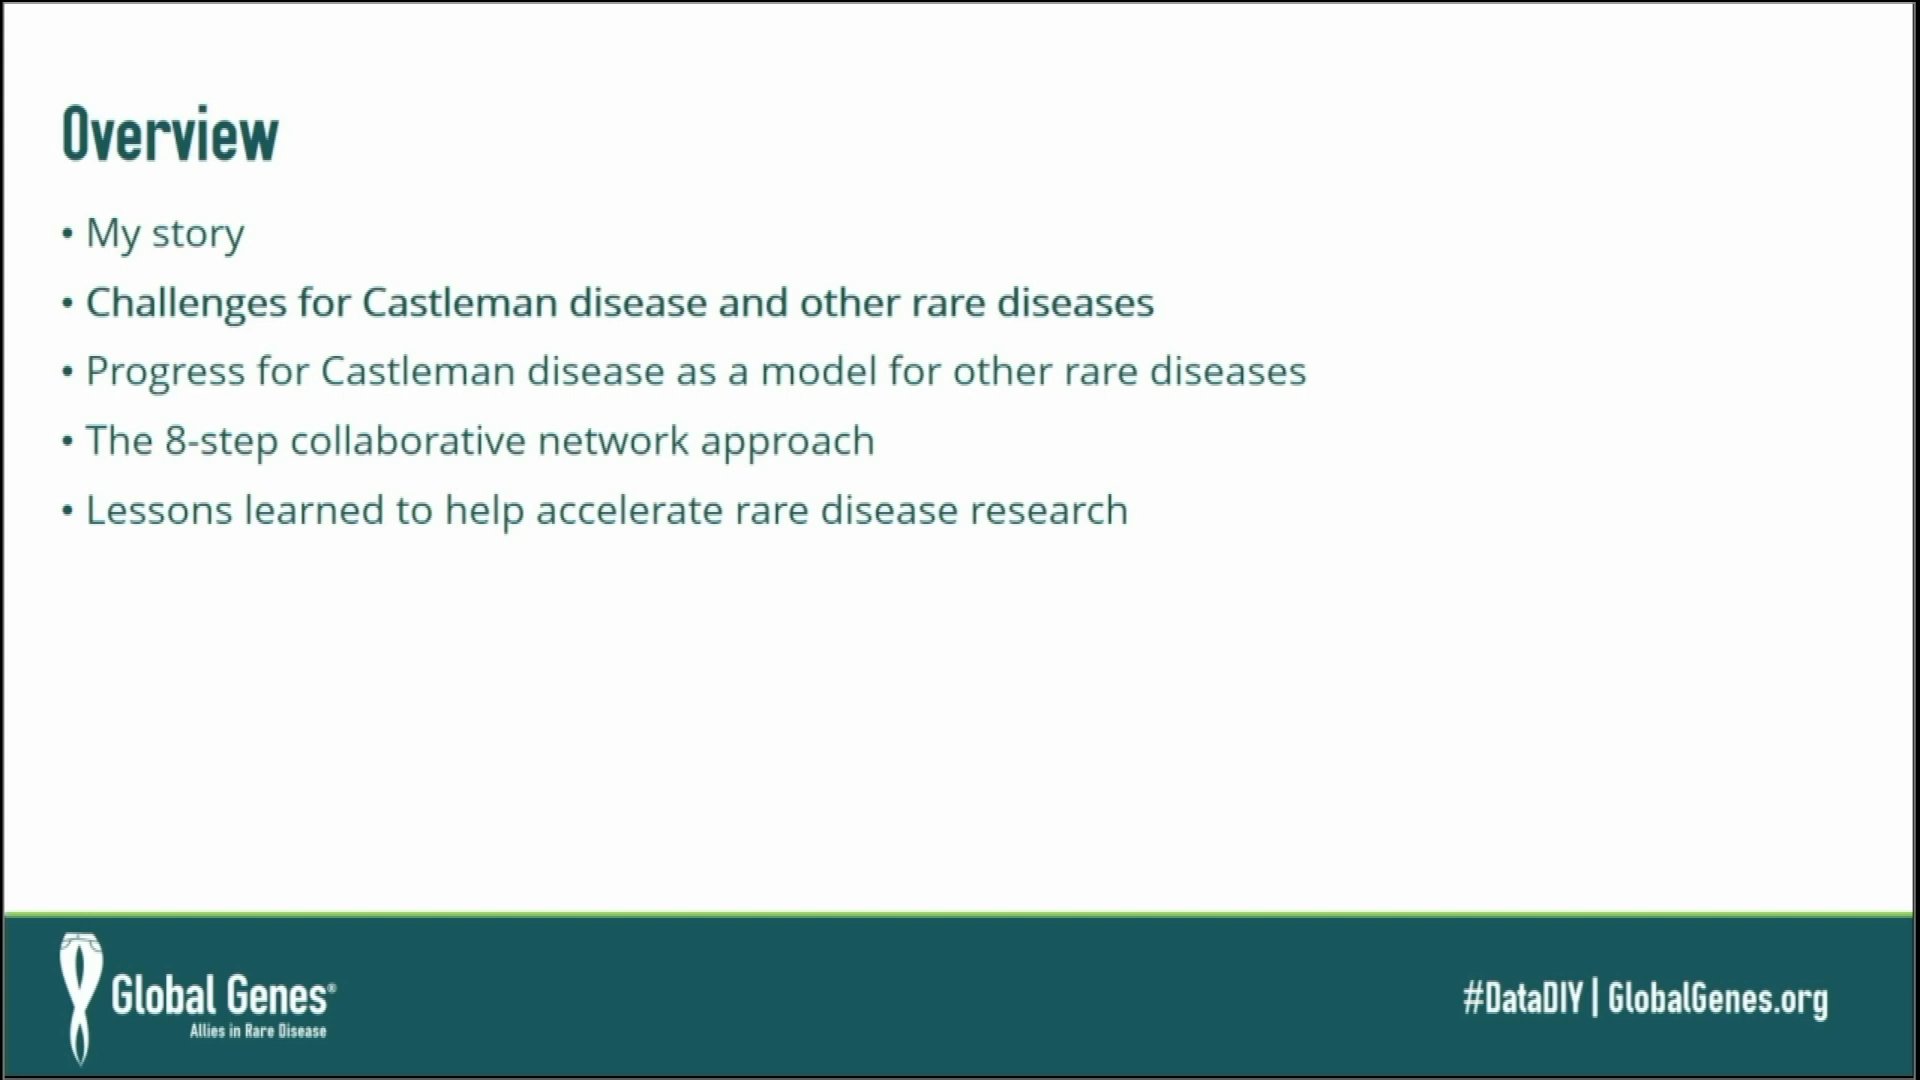 Overview
• My story
• Challenges for Castleman disease and other rare diseases
• Progress for Castleman disease as a model for other rare diseases
• The 8-step collaborative network approach
• Lessons learned to help accelerate rare disease research
Global Genes®
Allies in Rare Disease
#DataDIY | GlobalGenes.org